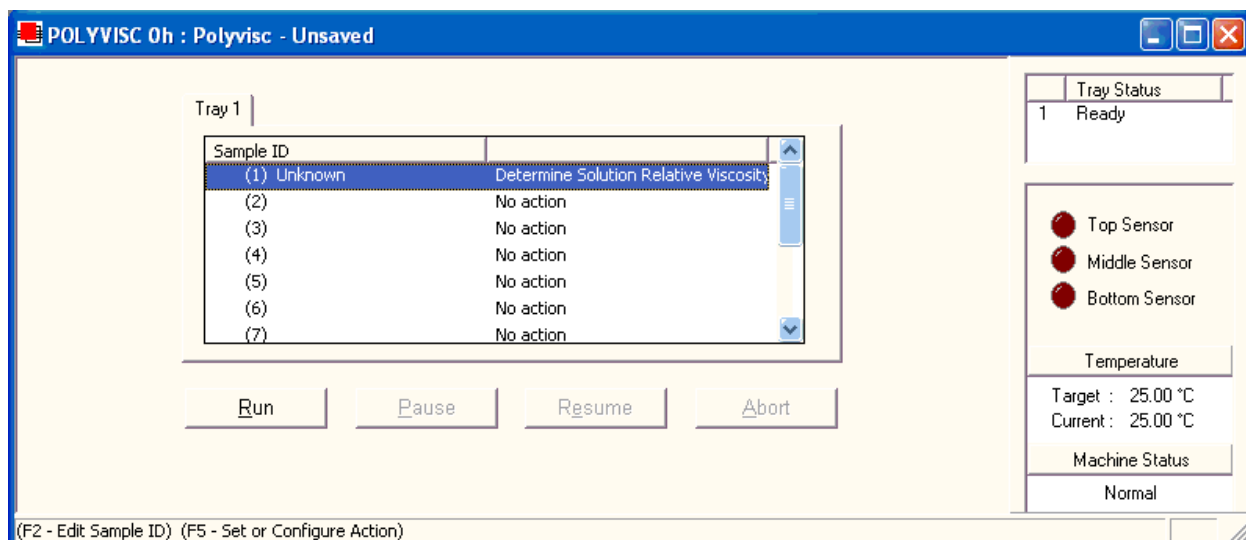 POLYVISC 0h : Polyvisc - Unsaved
Tray 1
Sample ID
(1) Unknown Determine Solution Relative Viscosity
(2) No action
(3) No action
(4) No action
(5) No action
(6) No action
(7) No action
Run Pause Resume Abort
Tray Status
1 Ready
Top Sensor
Middle Sensor
Bottom Sensor
Temperature
Target : 25.00 °C
Current : 25.00 °C
Machine Status
Normal
(F2 - Edit Sample ID) (F5 - Set or Configure Action)